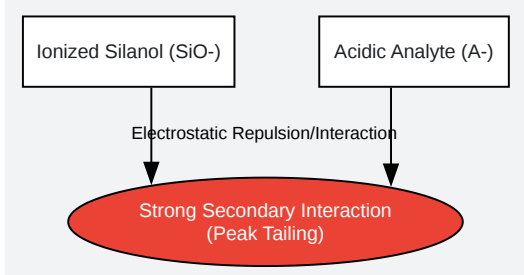 Ionized Silanol (SiO-)
Acidic Analyte (A-)
Electrostatic Repulsion/Interaction
Strong Secondary Interaction
(Peak Tailing)